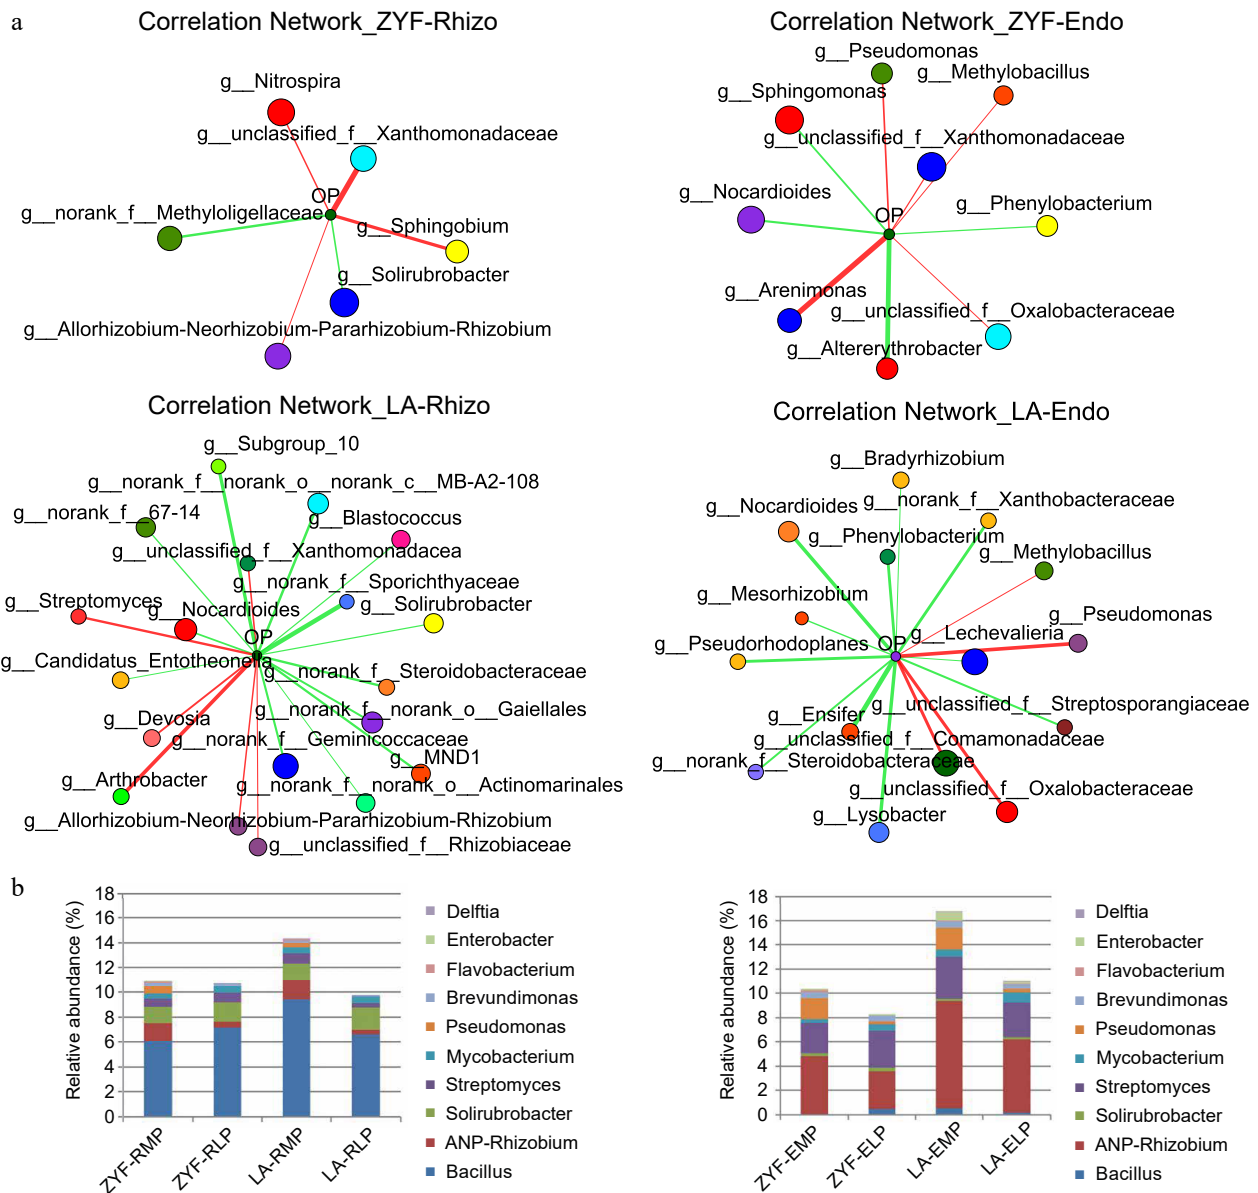 a
Correlation Network_ZYF-Rhizo
g__Nitrospira
g__unclassified_f__Xanthomonadaceae
OP
g__norank_f__Methyloligellaceae
g__Sphingobium
g__Solirubrobacter
g__Allorhizobium-Neorhizobium-Pararhizobium-Rhizobium
Correlation Network_ZYF-Endo
g__Pseudomonas
g__Methylobacillus
g__Sphingomonas
g__unclassified_f__Xanthomonadaceae
g__Nocardioides
OP
g__Phenylobacterium
g__Arenimonas
g__unclassified_f__Oxalobacteraceae
g__Altererythrobacter
Correlation Network_LA-Rhizo
g__Subgroup_10
g__norank_f__norank_o__norank_c__MB-A2-108
g__norank_f__67-14
g__Blastococcus
g__unclassified_f__Xanthomonadacea
g__norank_f__Sporichthyaceae
g__Streptomyces
g__Nocardioides
g__Solirubrobacter
OP
g__Candidatus_Entotheonella
g__norank_f__Steroidobacteraceae
g__Devosia
g__norank_f__norank_o__Gaiellales
g__norank_f__Geminicoccaceae
g__MND1
g__Arthrobacter
g__norank_f__norank_o__Actinomarinales
g__Allorhizobium-Neorhizobium-Pararhizobium-Rhizobium
g__unclassified_f__Rhizobiaceae
Correlation Network_LA-Endo
g__Bradyrhizobium
g__Nocardioides
g__norank_f__Xanthobacteraceae
g__Phenylobacterium
g__Methylobacillus
g__Mesorhizobium
g__Pseudomonas
g__Pseudorhodoplanes
OP
g__Lechevalieria
g__Ensifer
g__unclassified_f__Streptosporangiaceae
g__unclassified_f__Comamonadaceae
g__norank_f__Steroidobacteraceae
g__unclassified_f__Oxalobacteraceae
g__Lysobacter
b
Relative abundance (%)
18
16
14
12
10
8
6
4
2
0
ZYF-RMP
ZYF-RLP
LA-RMP
LA-RLP
Delftia
Enterobacter
Flavobacterium
Brevundimonas
Pseudomonas
Mycobacterium
Streptomyces
Solirubrobacter
ANP-Rhizobium
Bacillus
Relative abundance (%)
18
16
14
12
10
8
6
4
2
0
ZYF-EMP
ZYF-ELP
LA-EMP
LA-ELP
Delftia
Enterobacter
Flavobacterium
Brevundimonas
Pseudomonas
Mycobacterium
Streptomyces
Solirubrobacter
ANP-Rhizobium
Bacillus